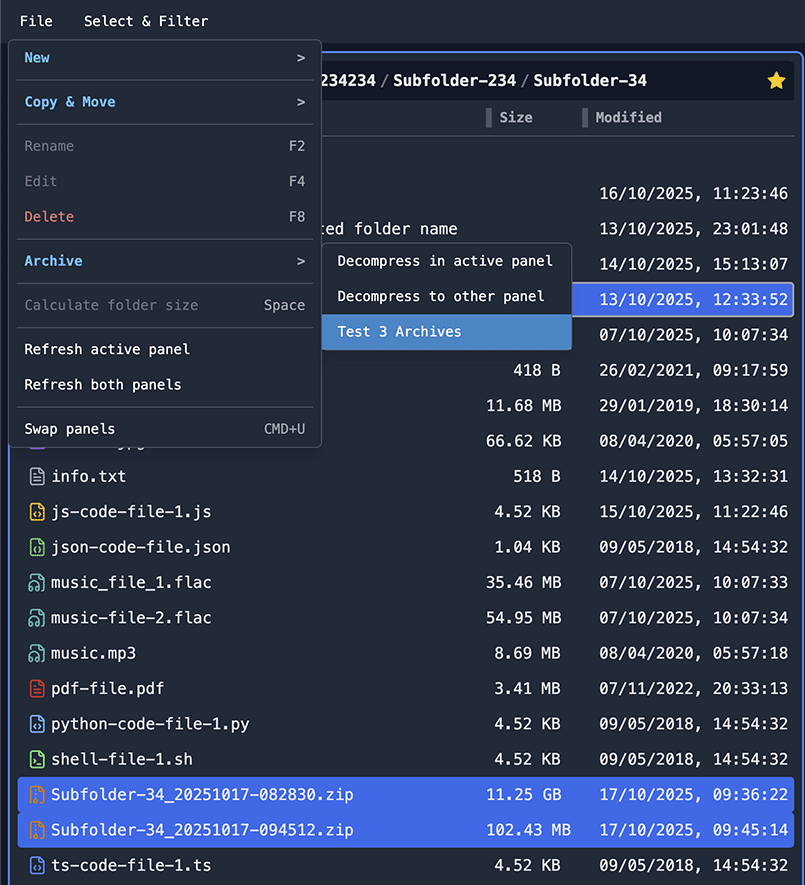 File Select & Filter
New >
234234 / Subfolder-234 / Subfolder-34
Copy & Move >
Size Modified
Rename F2
Edit F4
16/10/2025, 11:23:46
Delete F8
ted folder name 13/10/2025, 23:01:48
Archive >
Decompress in active panel
14/10/2025, 15:13:07
Calculate folder size Space
Decompress to other panel
13/10/2025, 12:33:52
Test 3 Archives
07/10/2025, 10:07:34
Refresh active panel
418 B 26/02/2021, 09:17:59
Refresh both panels
11.68 MB 29/01/2019, 18:30:14
Swap panels CMD+U
66.62 KB 08/04/2020, 05:57:05
info.txt 518 B 14/10/2025, 13:32:31
js-code-file-1.js 4.52 KB 15/10/2025, 11:22:46
json-code-file.json 1.04 KB 09/05/2018, 14:54:32
music_file_1.flac 35.46 MB 07/10/2025, 10:07:33
music-file-2.flac 54.95 MB 07/10/2025, 10:07:34
music.mp3 8.69 MB 08/04/2020, 05:57:18
pdf-file.pdf 3.41 MB 07/11/2022, 20:33:13
python-code-file-1.py 4.52 KB 09/05/2018, 14:54:32
shell-file-1.sh 4.52 KB 09/05/2018, 14:54:32
Subfolder-34_20251017-082830.zip 11.25 GB 17/10/2025, 09:36:22
Subfolder-34_20251017-094512.zip 102.43 MB 17/10/2025, 09:45:14
ts-code-file-1.ts 4.52 KB 09/05/2018, 14:54:32